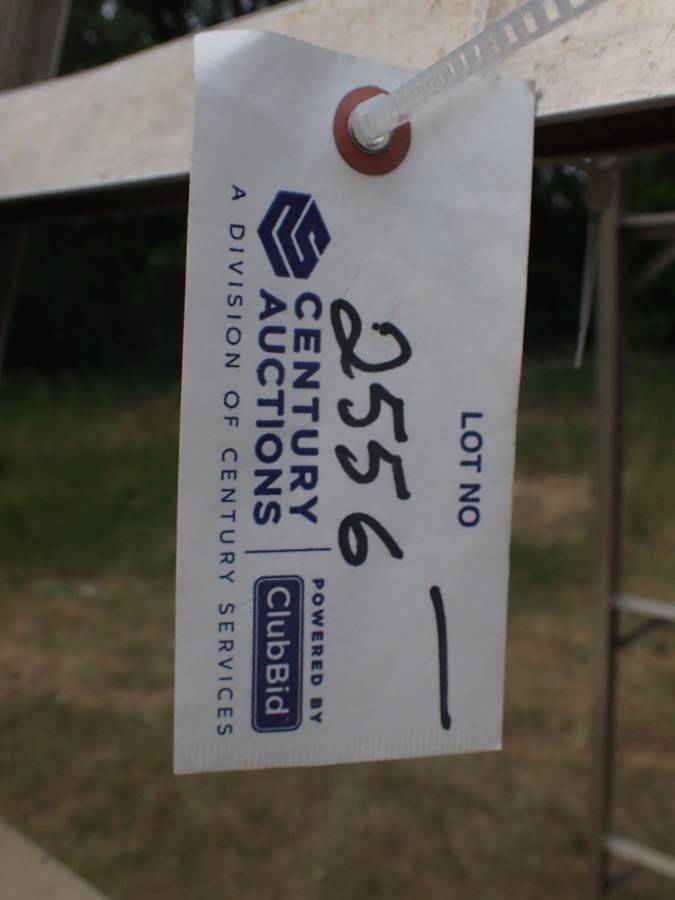 LOT NO
2556 —
CENTURY
AUCTIONS
POWERED BY
ClubBid
A DIVISION OF CENTURY SERVICES